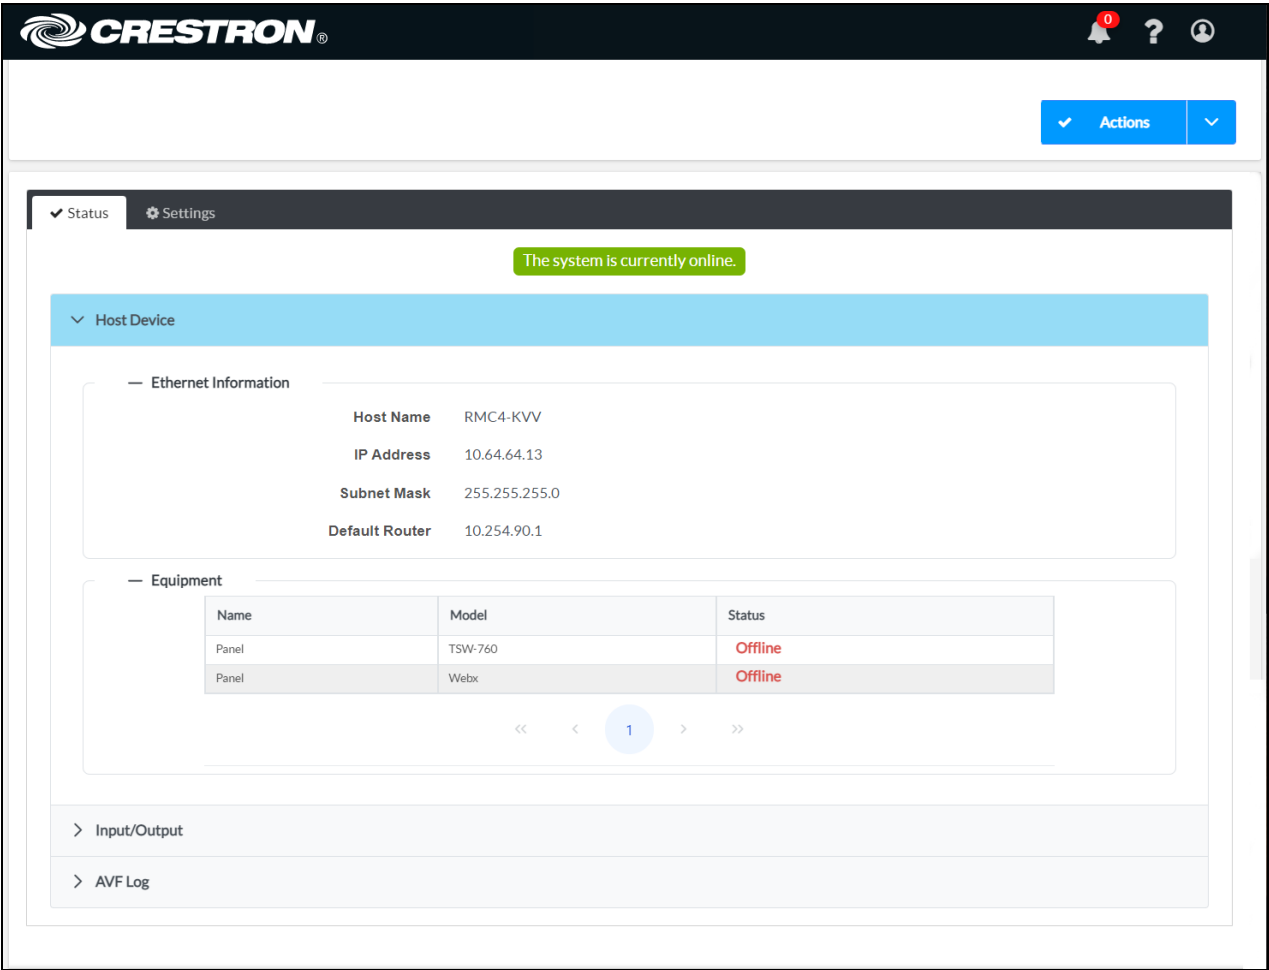 CRESTRON®
0
Actions
Status
Settings
The system is currently online.
Host Device
Ethernet Information
Host Name RMC4-KVV
IP Address 10.64.64.13
Subnet Mask 255.255.255.0
Default Router 10.254.90.1
Equipment
Name Model Status
Panel TSW-760 Offline
Panel Webx Offline
1
Input/Output
AVF Log